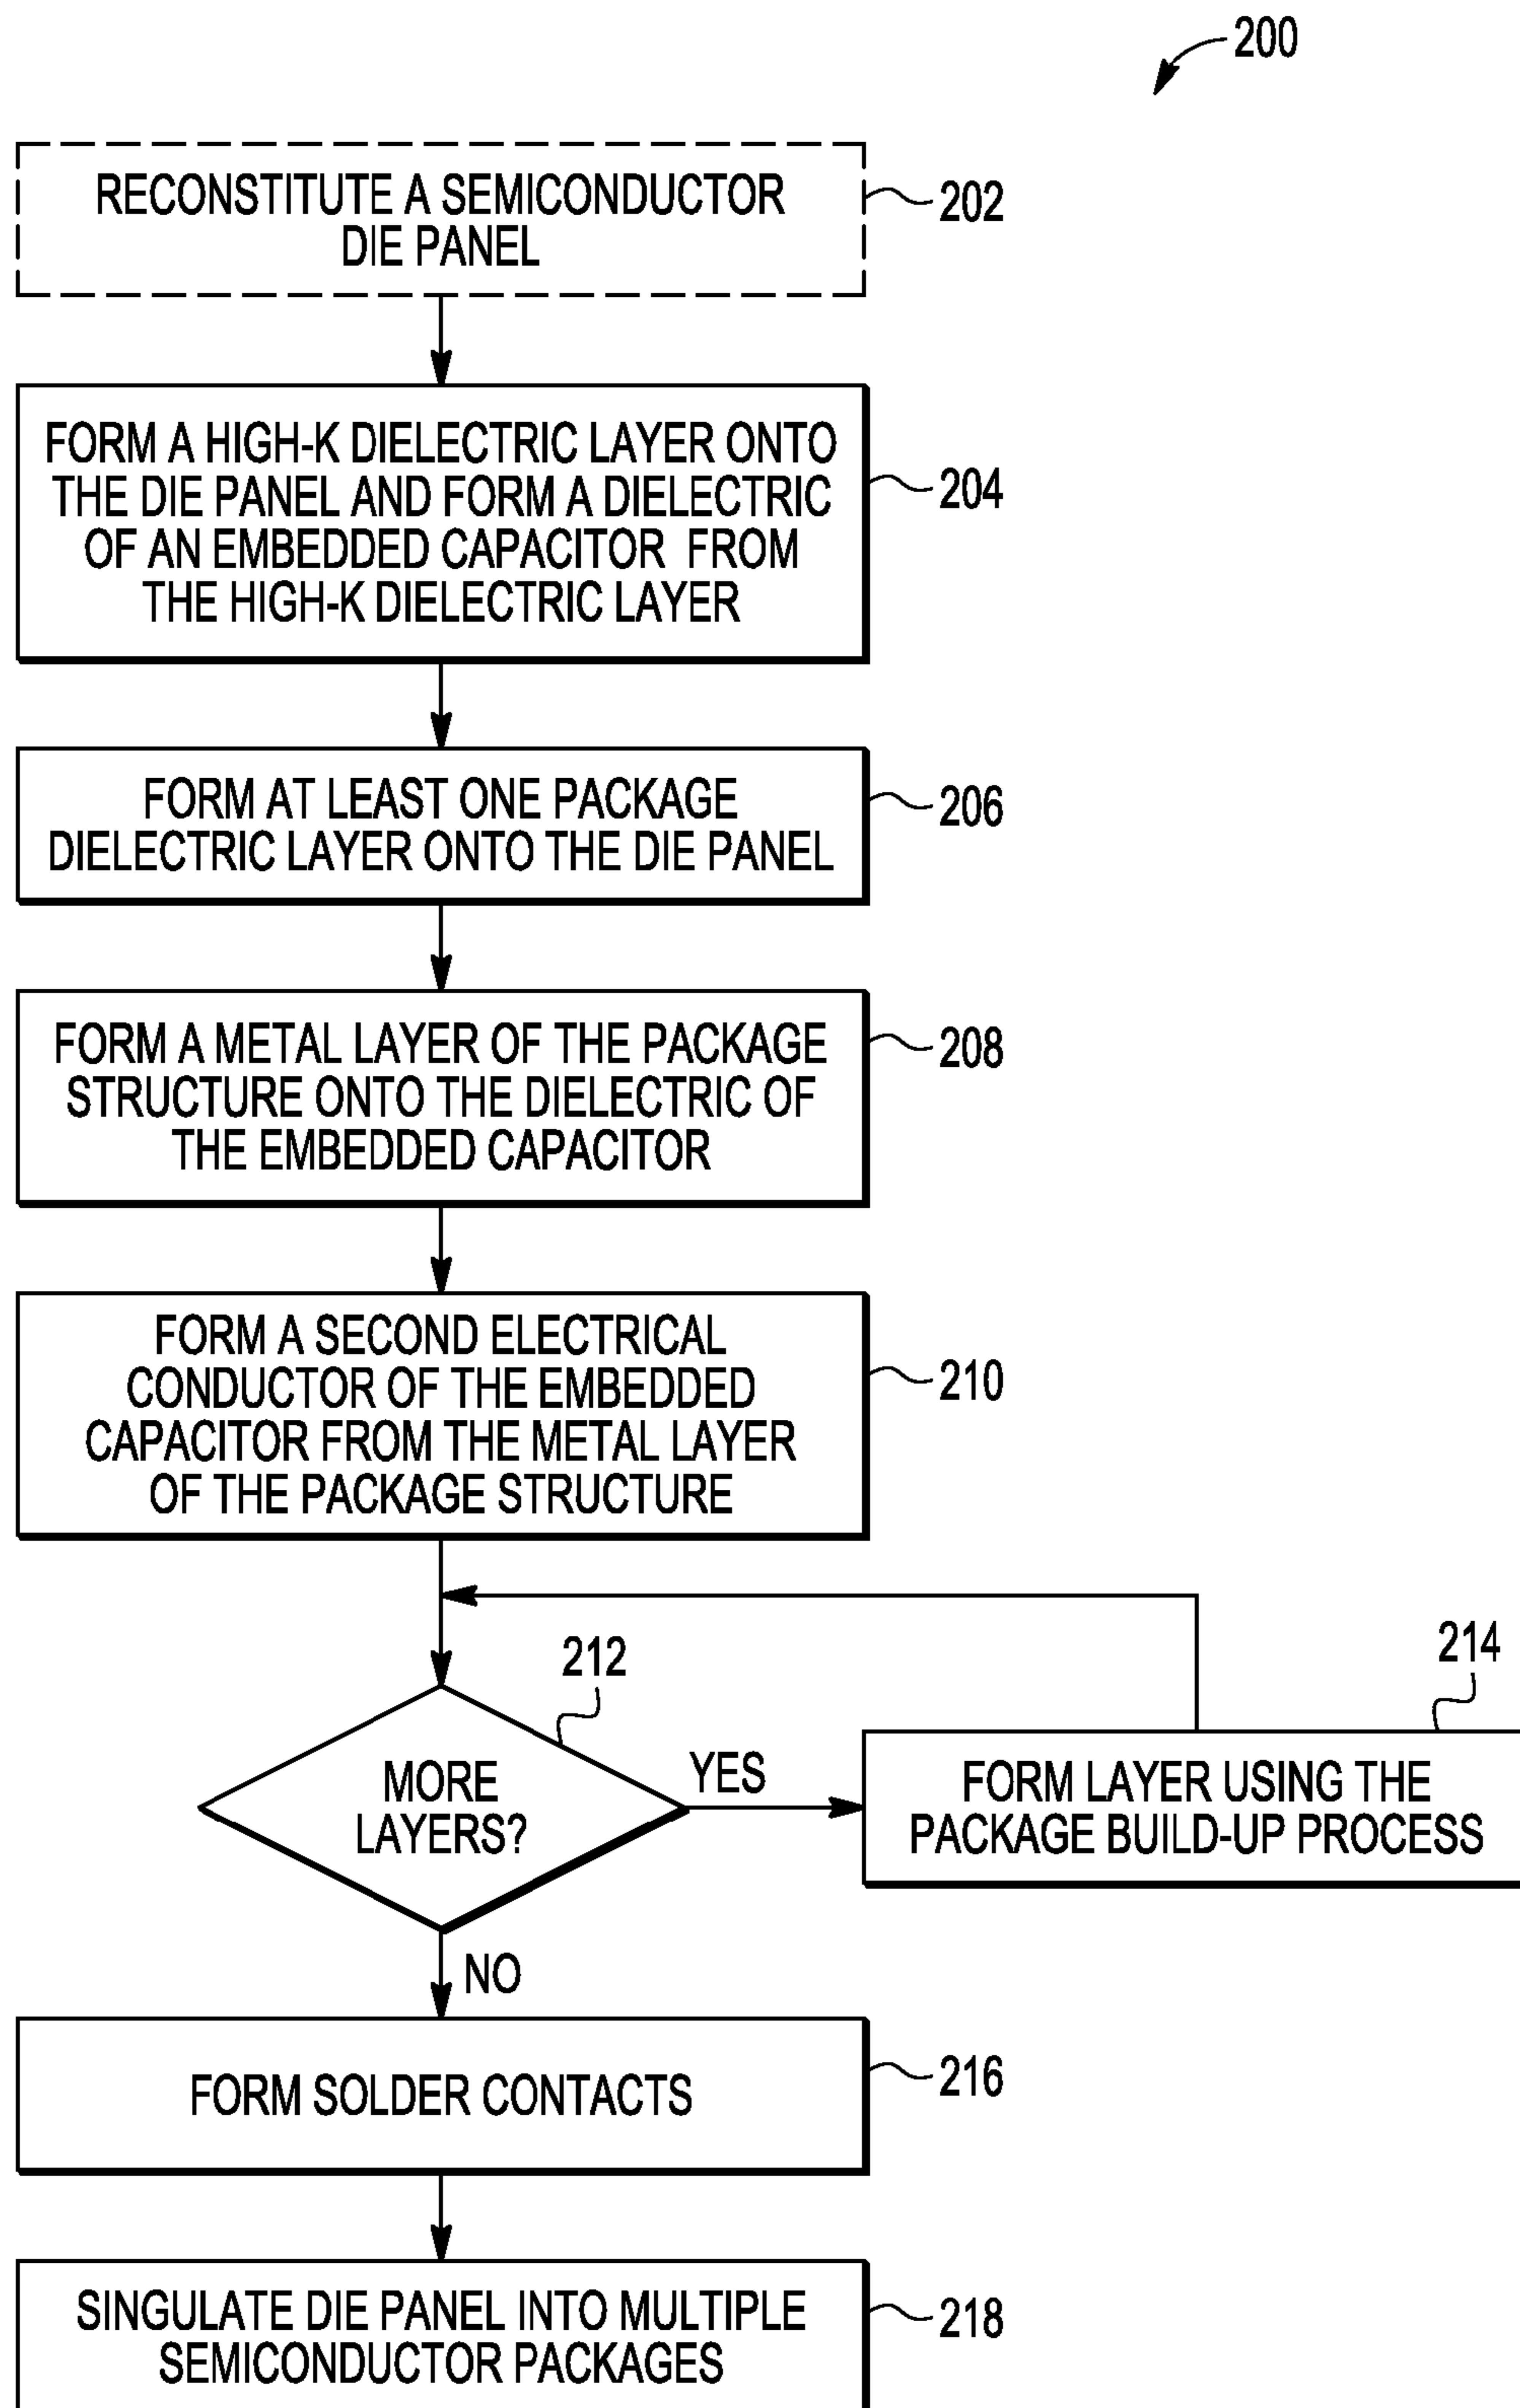 200
RECONSTITUTE A SEMICONDUCTOR
DIE PANEL
202
FORM A HIGH-K DIELECTRIC LAYER ONTO
THE DIE PANEL AND FORM A DIELECTRIC
OF AN EMBEDDED CAPACITOR FROM
THE HIGH-K DIELECTRIC LAYER
204
FORM AT LEAST ONE PACKAGE
DIELECTRIC LAYER ONTO THE DIE PANEL
206
FORM A METAL LAYER OF THE PACKAGE
STRUCTURE ONTO THE DIELECTRIC OF
THE EMBEDDED CAPACITOR
208
FORM A SECOND ELECTRICAL
CONDUCTOR OF THE EMBEDDED
CAPACITOR FROM THE METAL LAYER
OF THE PACKAGE STRUCTURE
210
MORE
LAYERS?
212
YES
FORM LAYER USING THE
PACKAGE BUILD-UP PROCESS
214
NO
FORM SOLDER CONTACTS
216
SINGULATE DIE PANEL INTO MULTIPLE
SEMICONDUCTOR PACKAGES
218